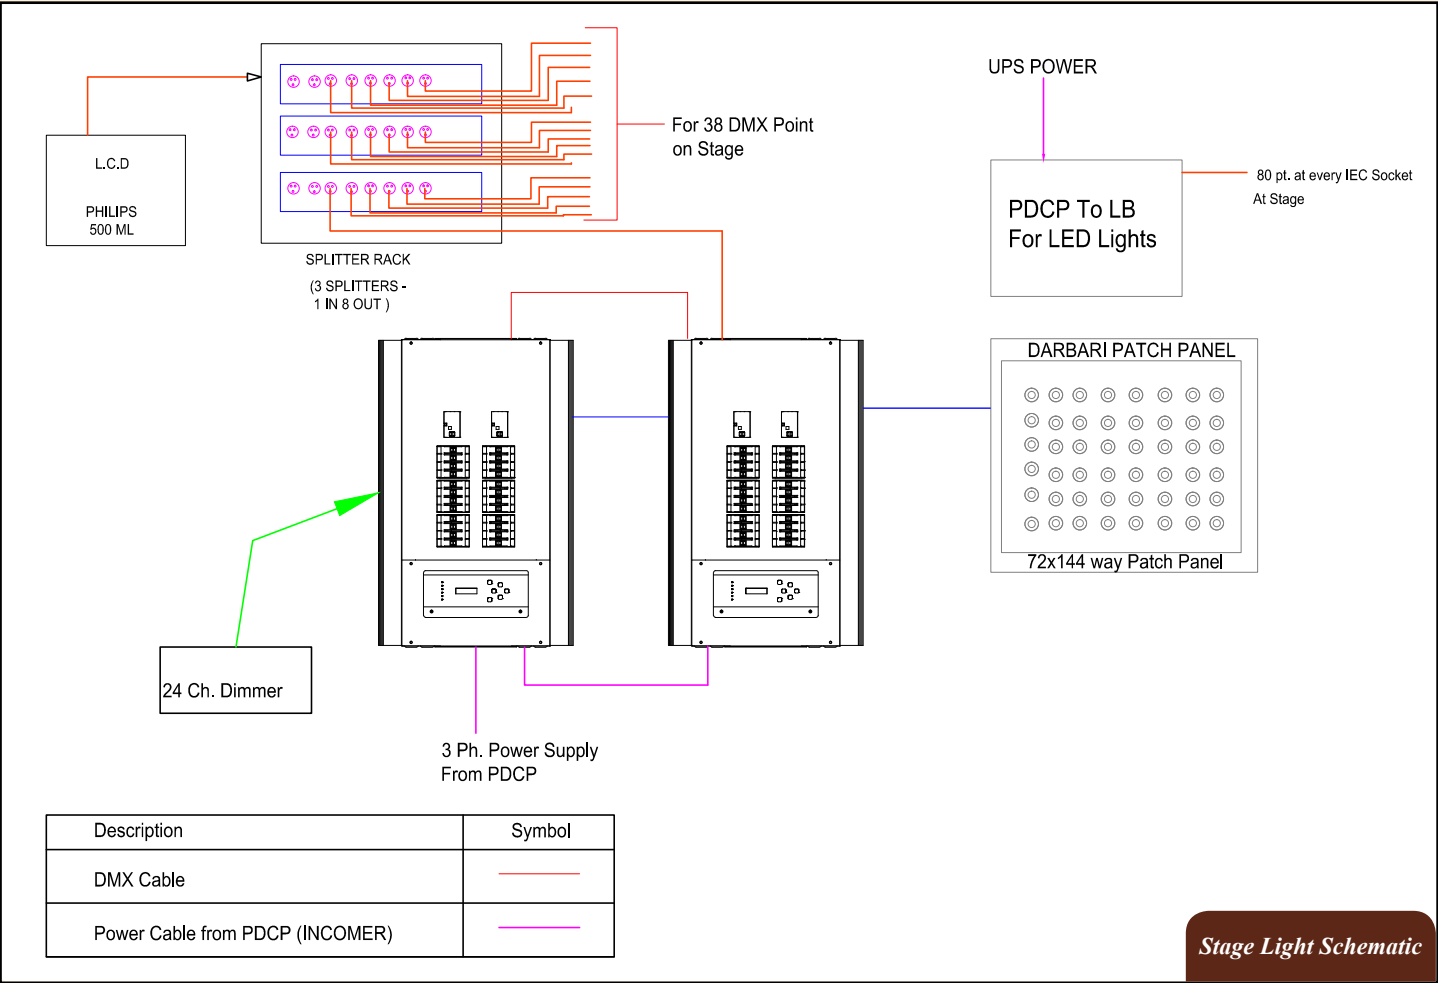 L.C.D
PHILIPS
500 ML
SPLITTER RACK
(3 SPLITTERS -
1 IN 8 OUT )
For 38 DMX Point
on Stage
UPS POWER
PDCP To LB
For LED Lights
80 pt. at every IEC Socket
At Stage
DARBARI PATCH PANEL
72x144 way Patch Panel
24 Ch. Dimmer
3 Ph. Power Supply
From PDCP
Description Symbol
DMX Cable
Power Cable from PDCP (INCOMER)
Stage Light Schematic